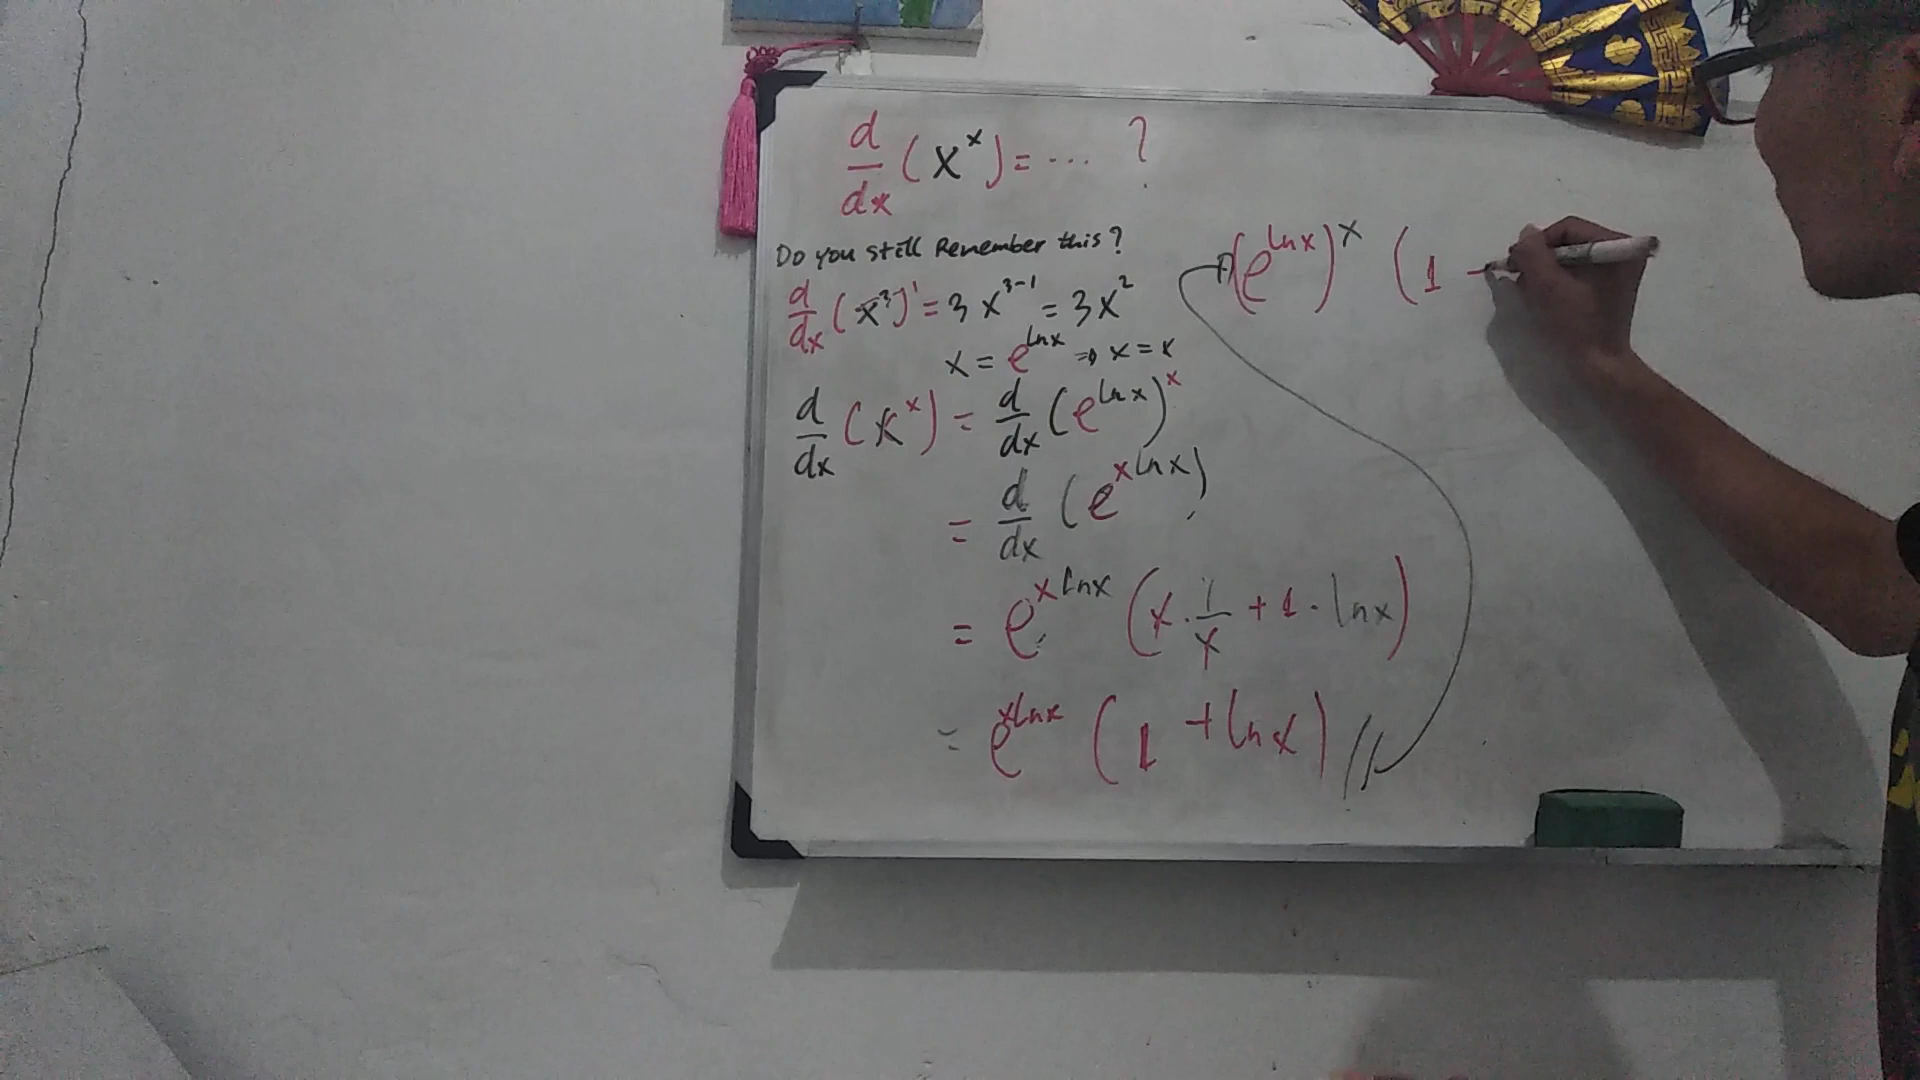 d/dx (x^x) = ... ?
Do you still Remember this?
d/dx (x^3)' = 3x^(3-1) = 3x^2
x = e^(ln x) ⇒ x = x
d/dx (x^x) = d/dx (e^(ln x))^x
= d/dx (e^(x ln x))
= e^(x ln x) (x · 1/x + 1 · ln x)
= e^(x ln x) (1 + ln x) //
(e^(ln x))^x (1 -